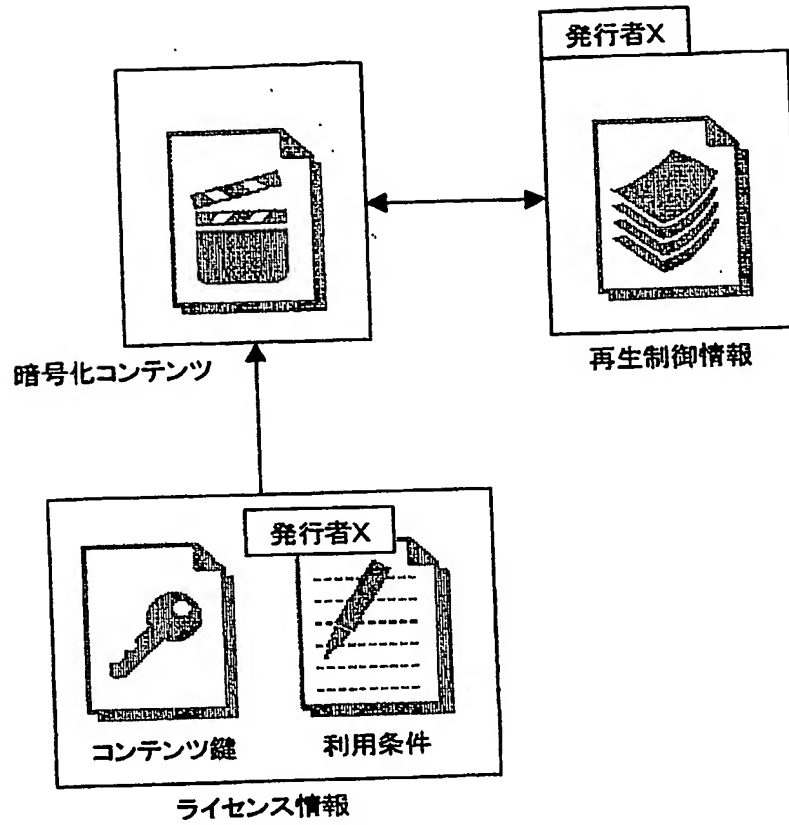 発行者X
暗号化コンテンツ
再生制御情報
発行者X
コンテンツ鍵
利用条件
ライセンス情報